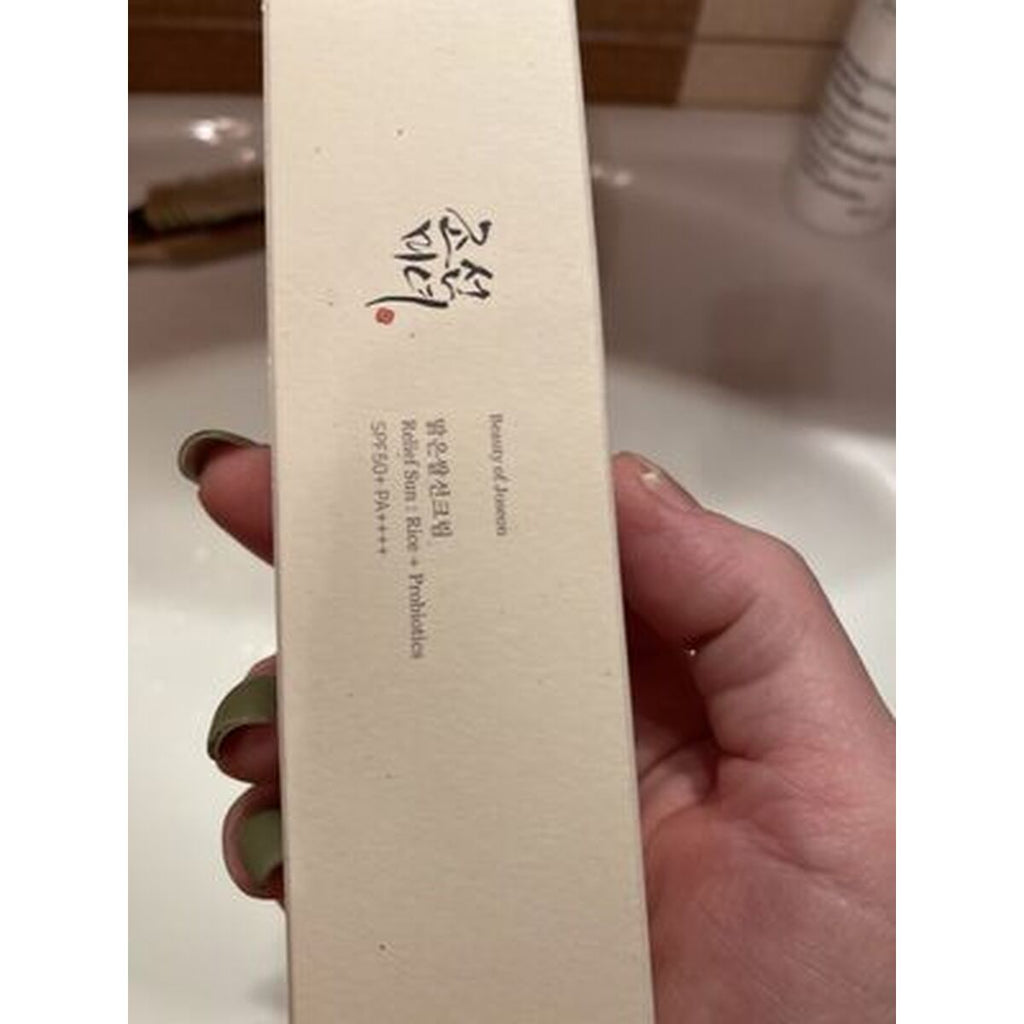 조선
미녀
Beauty of Joseon
맑은쌀선크림
Relief Sun : Rice + Probiotics
SPF50+ PA++++